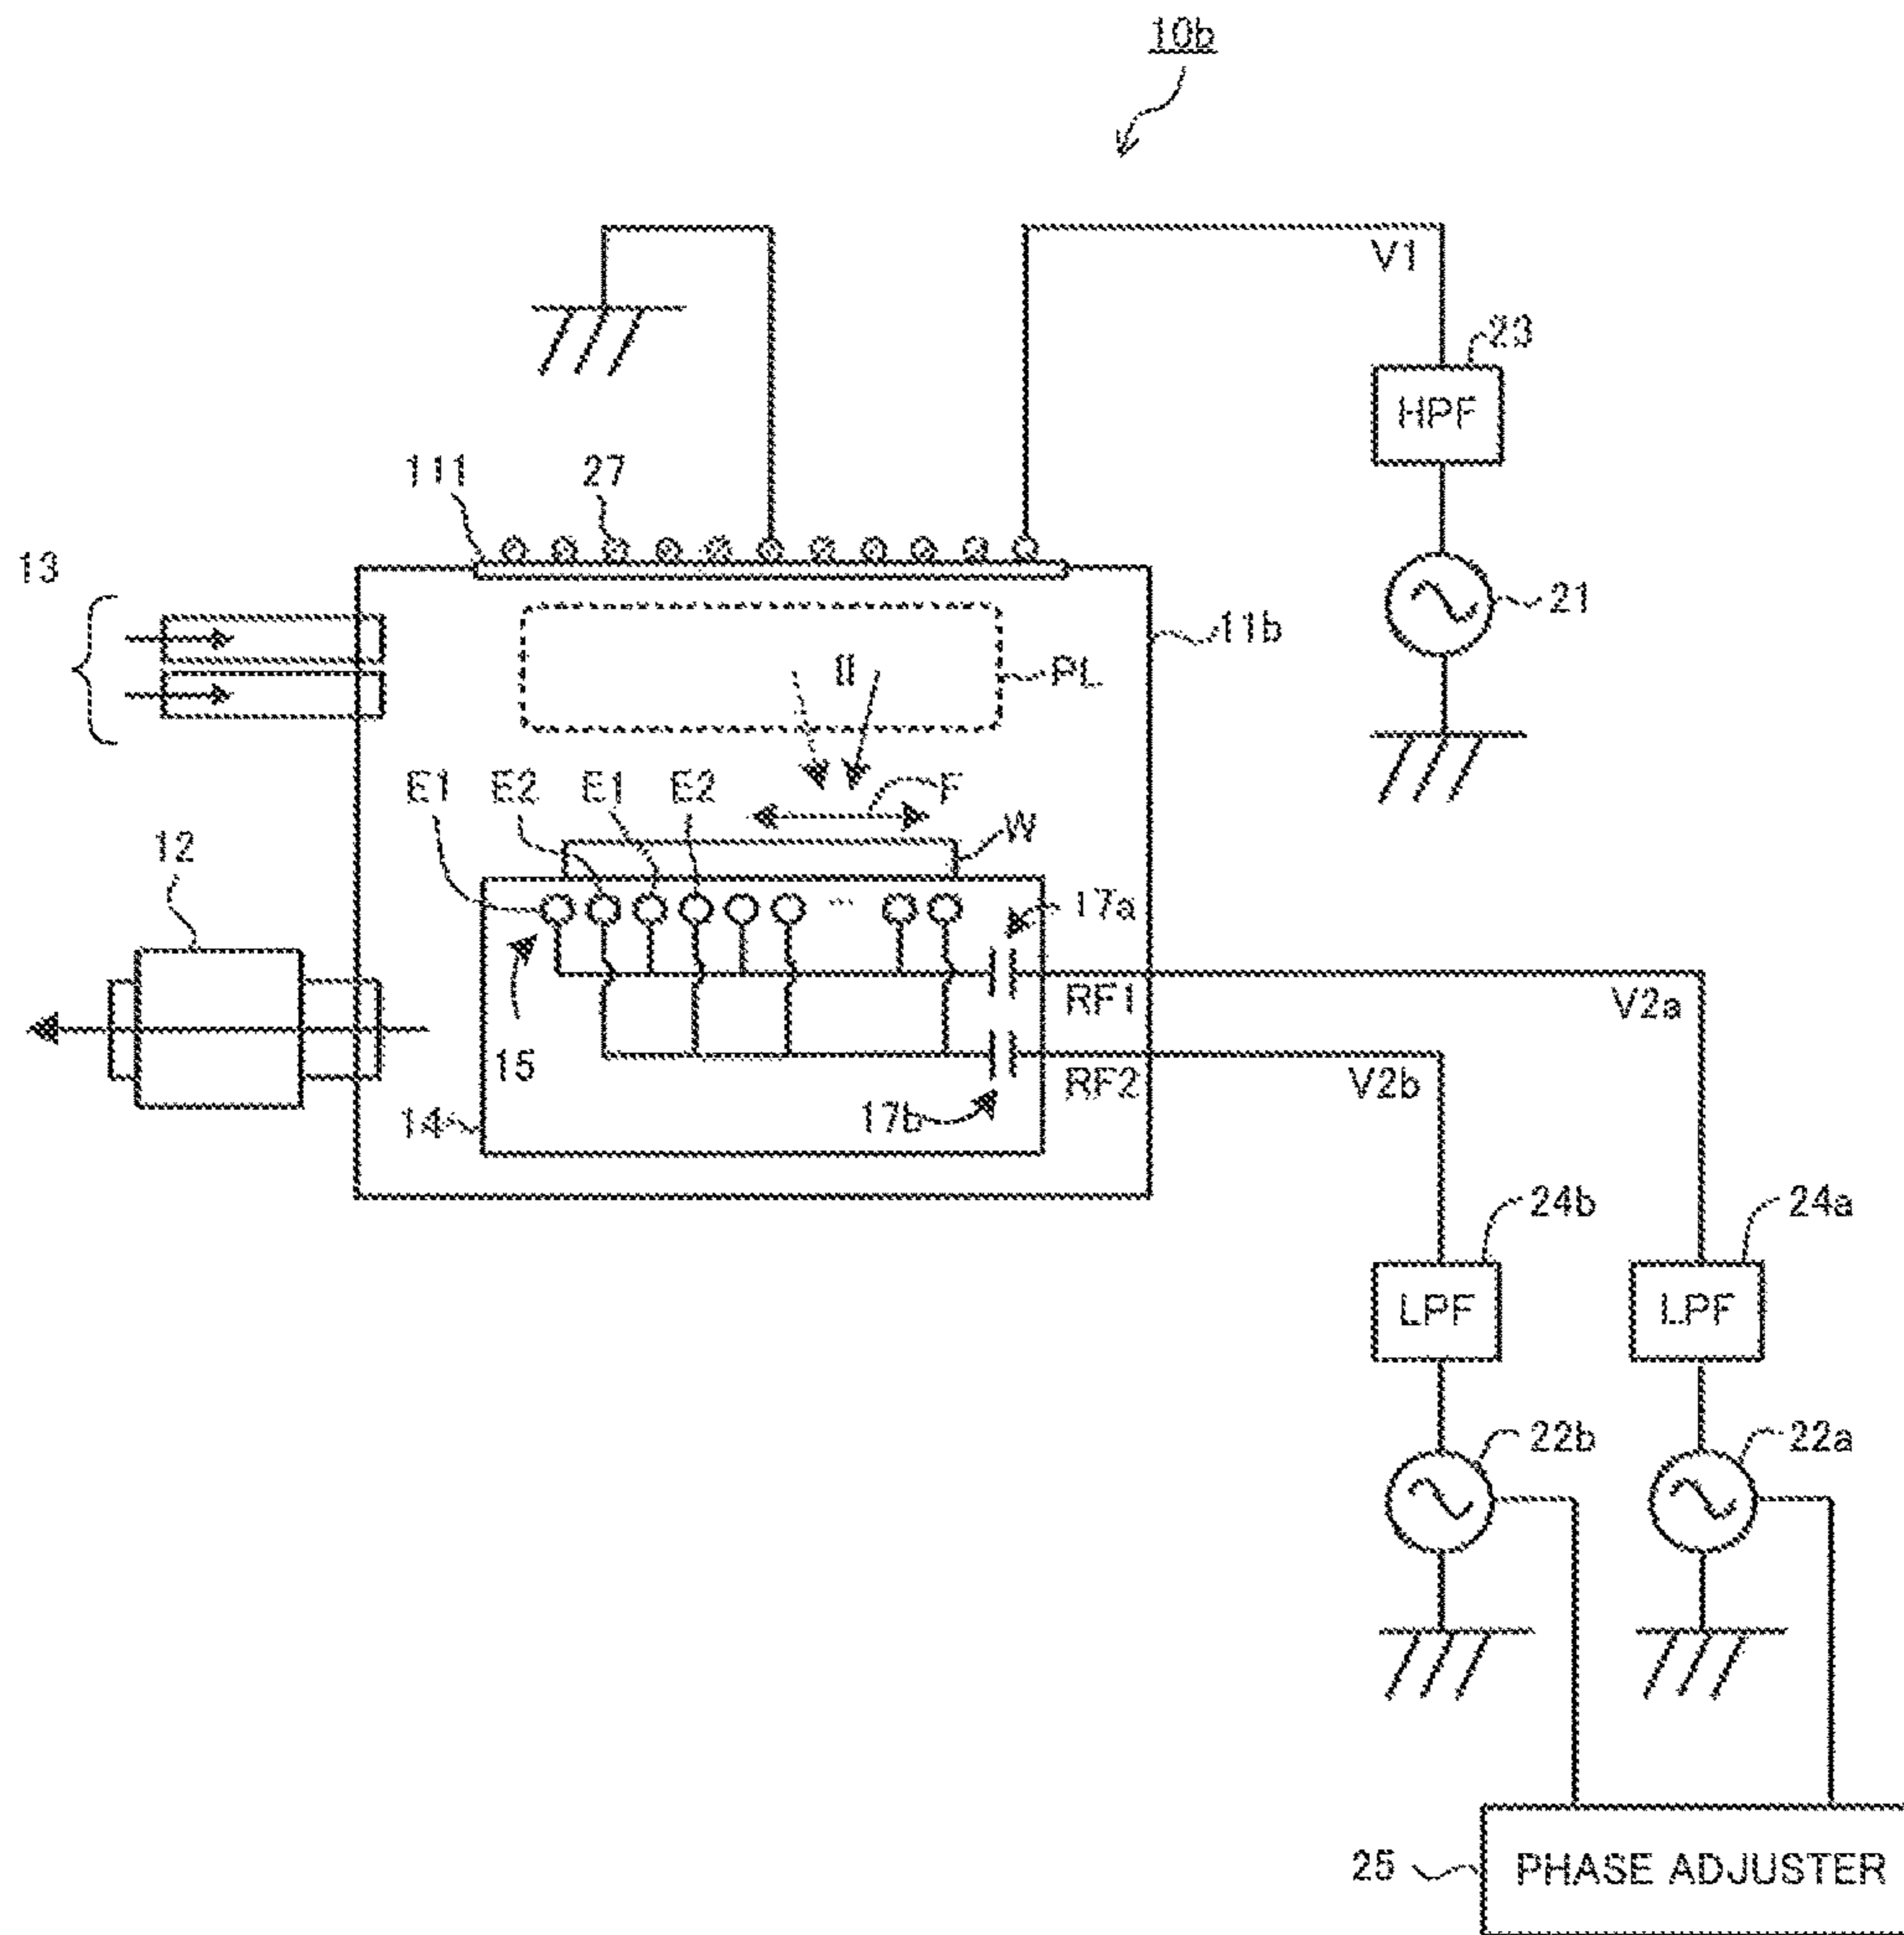 10b
V1
23
HPF
111
27
13
21
11b
II
PL
E1
E2
E1
E2
F
W
12
17a
RF1
V2a
15
RF2
V2b
14
17b
24b
24a
LPF
LPF
22b
22a
25
PHASE ADJUSTER